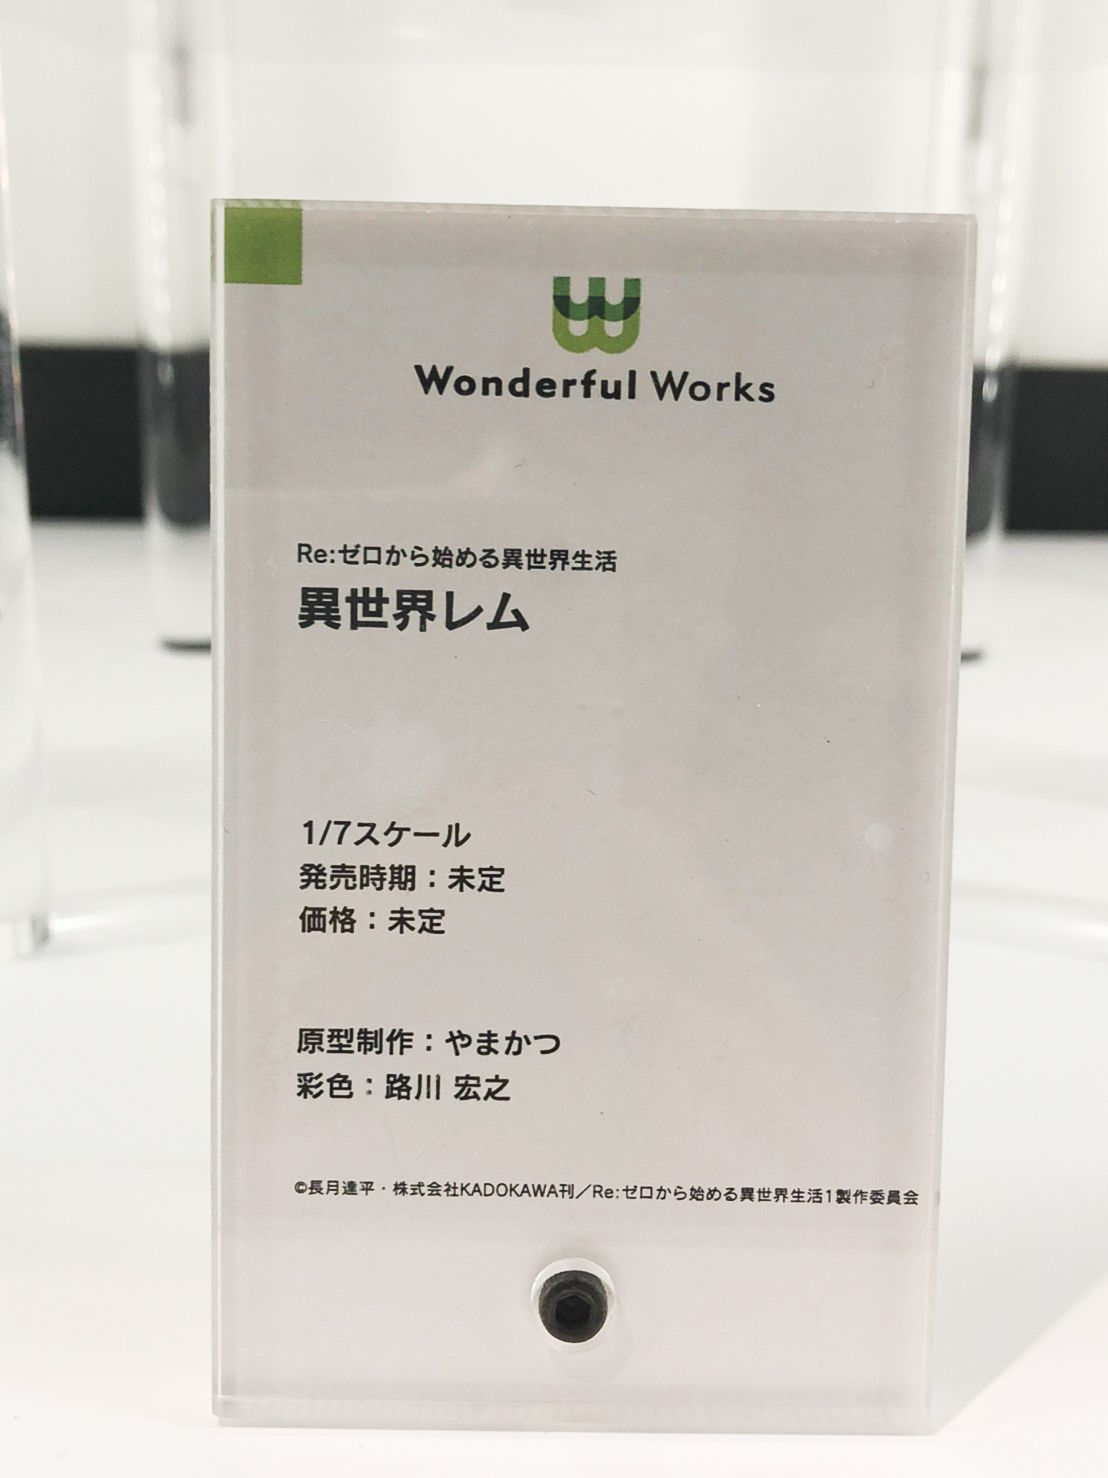 Wonderful Works
Re:ゼロから始める異世界生活
異世界レム
1/7スケール
発売時期：未定
価格：未定
原型制作：やまかつ
彩色：路川 宏之
©長月達平・株式会社KADOKAWA刊／Re:ゼロから始める異世界生活1製作委員会